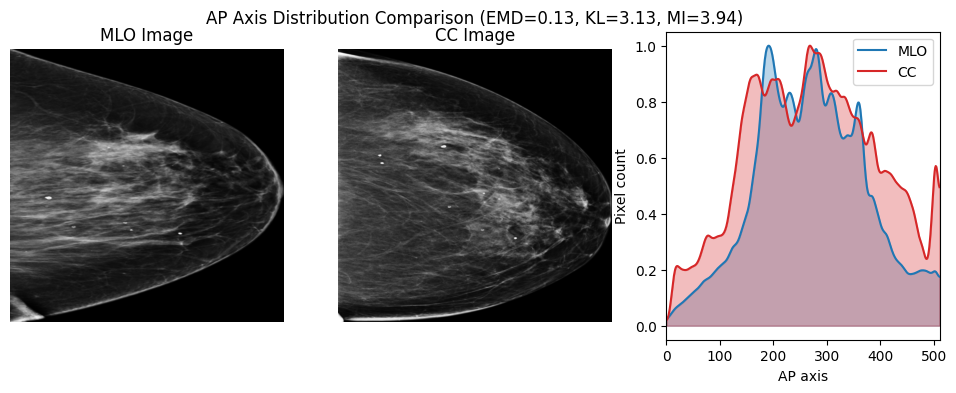 AP Axis Distribution Comparison (EMD=0.13, KL=3.13, MI=3.94)
MLO Image
CC Image
MLO
CC
Pixel count
1.0
0.8
0.6
0.4
0.2
0.0
0 100 200 300 400 500
AP axis